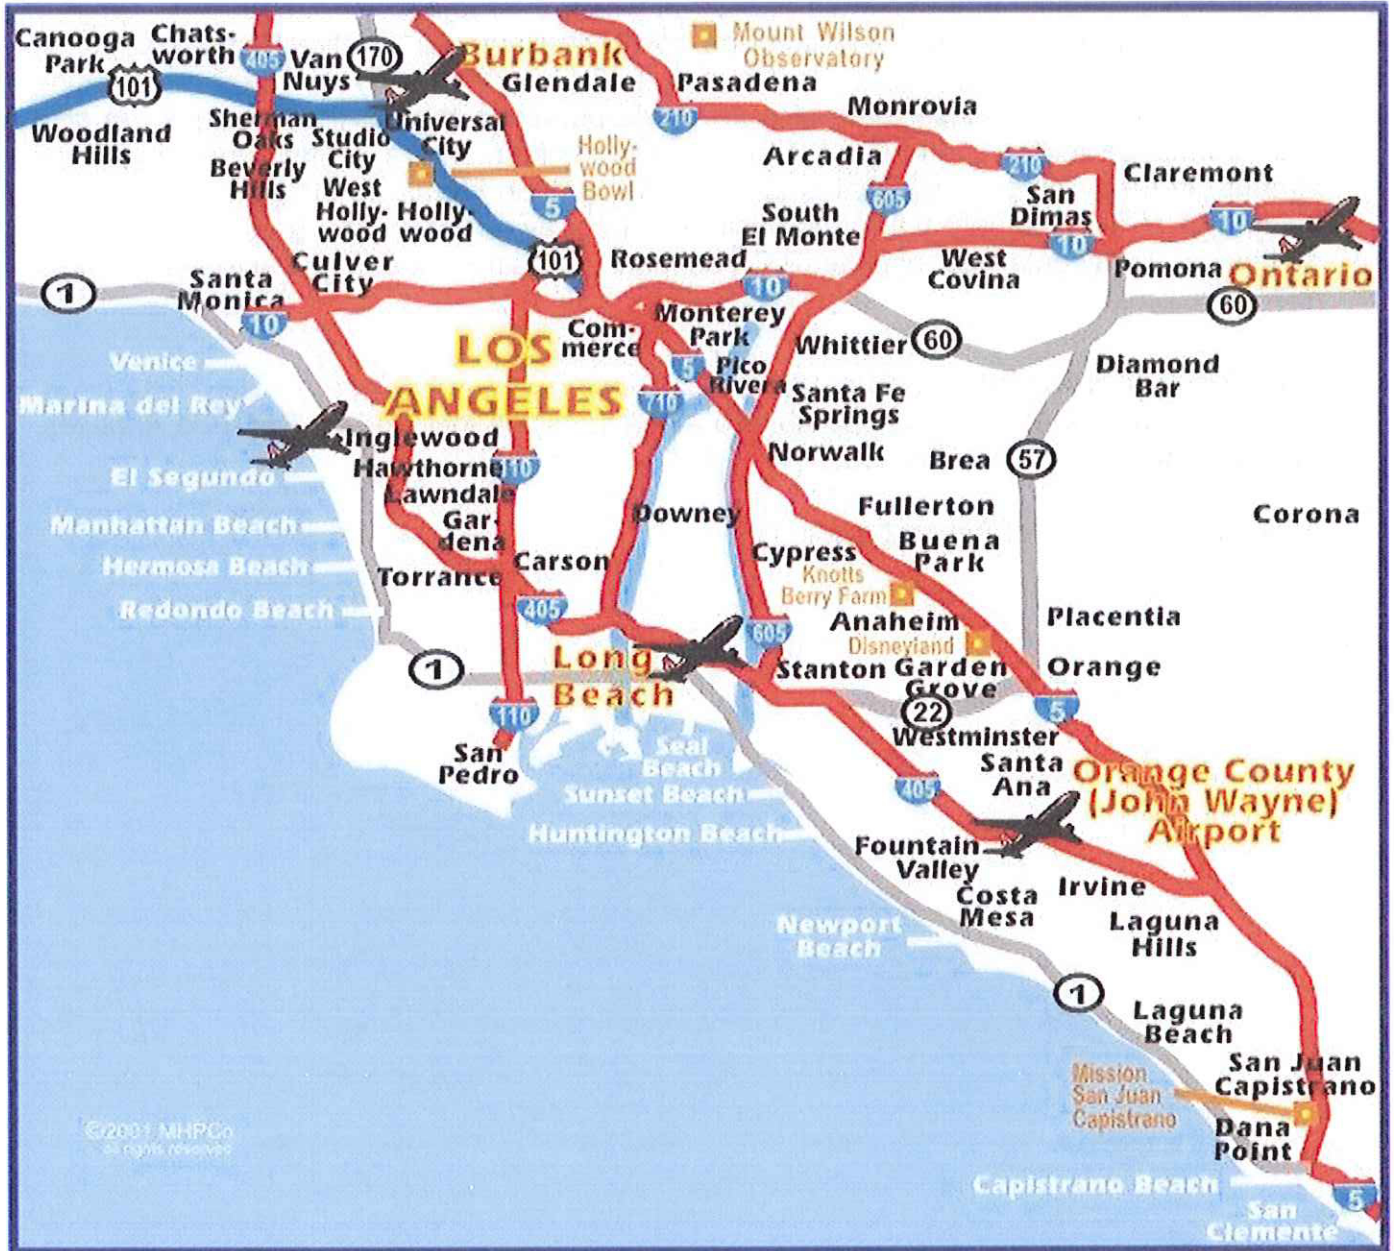 Canooga
Park
Chats-
worth
405
Van
Nuys
170
Burbank
Glendale
Mount Wilson
Observatory
Pasadena
101
210
Monrovia
Woodland
Hills
Sherman
Oaks
Studio
City
Universal
City
Beverly
Hills
West
Holly-
wood
Holly-
wood
Holly-
wood
Bowl
Arcadia
210
Claremont
5
605
San
Dimas
South
El Monte
10
10
101
Rosemead
West
Covina
Pomona
Ontario
Culver
City
Santa
Monica
1
10
10
60
Monterey
Park
Com-
merce
LOS
ANGELES
Whittier
60
Venice
5
Pico
Rivera
Diamond
Bar
Marina del Rey
710
Santa Fe
Springs
Inglewood
Hawthorne
110
Norwalk
Brea
57
El Segundo
Lawndale
Gar-
dena
Downey
Fullerton
Corona
Manhattan Beach
Cypress
Buena
Park
Hermosa Beach
Torrance
Carson
Knotts
Berry Farm
Redondo Beach
405
605
Anaheim
Disneyland
Placentia
1
Long
Beach
Stanton
Garden
Grove
Orange
22
5
110
Westminster
San
Pedro
Seal
Beach
Santa
Ana
Orange County
(John Wayne)
Airport
Sunset Beach
405
Huntington Beach
Fountain
Valley
Costa
Mesa
Irvine
Newport
Beach
Laguna
Hills
1
Laguna
Beach
San Juan
Capistrano
Mission
San Juan
Capistrano
Dana
Point
©2001 MHPCo
all rights reserved
Capistrano Beach
5
San
Clemente